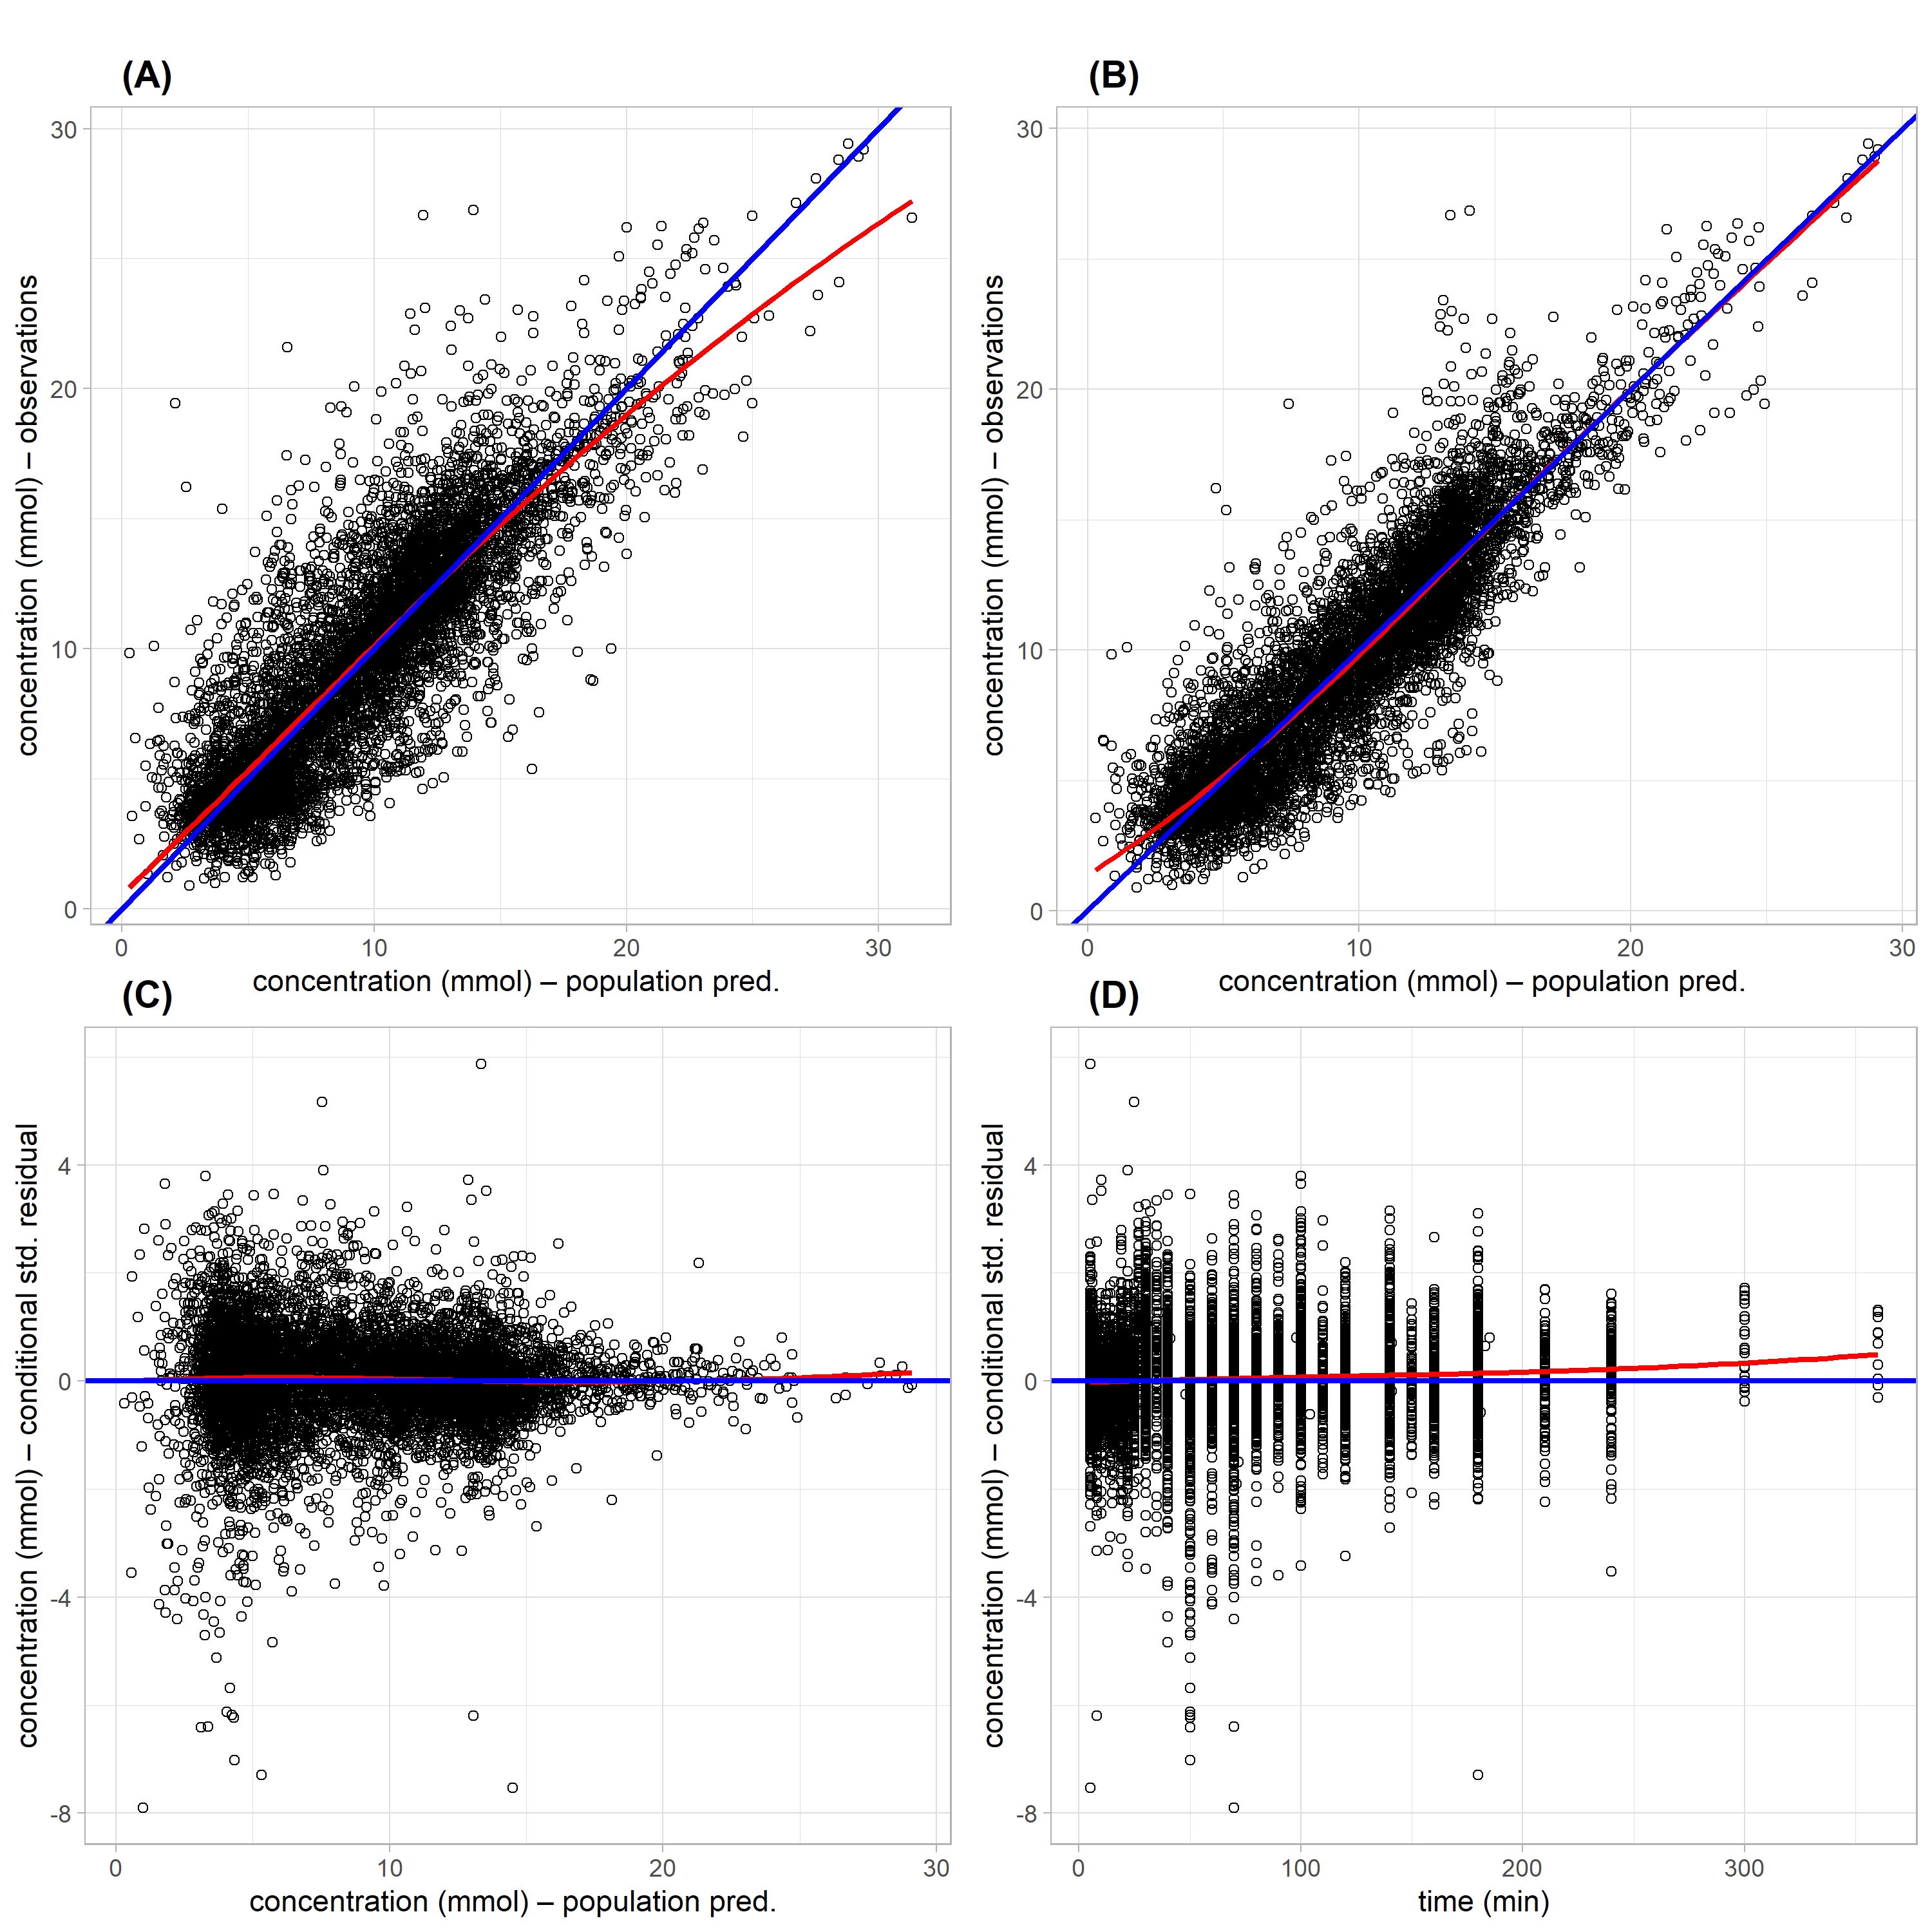 (A)
concentration (mmol) – observations
30
20
10
0
0 10 20 30
concentration (mmol) – population pred.
(B)
concentration (mmol) – observations
30
20
10
0
0 10 20 30
concentration (mmol) – population pred.
(C)
concentration (mmol) – conditional std. residual
4
0
-4
-8
0 10 20 30
concentration (mmol) – population pred.
(D)
concentration (mmol) – conditional std. residual
4
0
-4
-8
0 100 200 300
time (min)